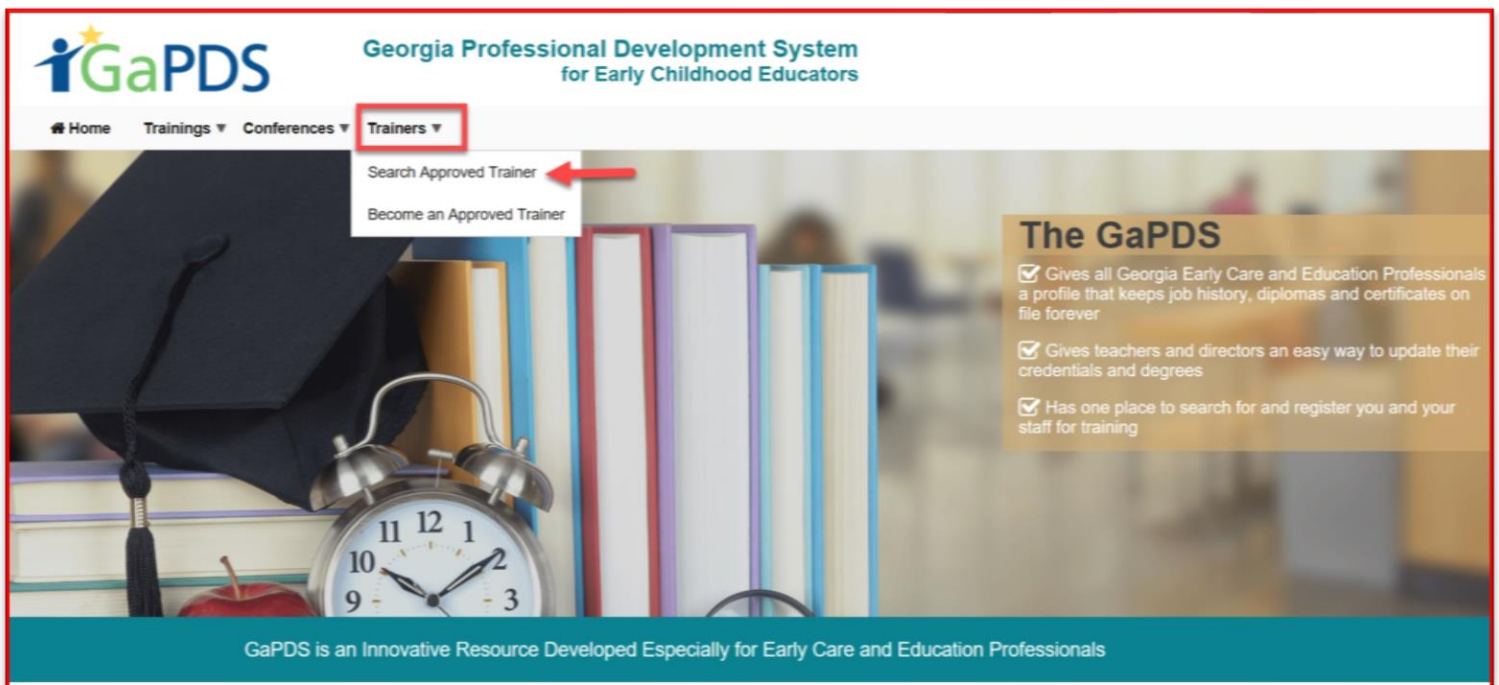 GaPDS
Georgia Professional Development System
for Early Childhood Educators
Home Trainings ▼ Conferences ▼ Trainers ▼
Search Approved Trainer
Become an Approved Trainer
The GaPDS
Gives all Georgia Early Care and Education Professionals
a profile that keeps job history, diplomas and certificates on
file forever
Gives teachers and directors an easy way to update their
credentials and degrees
Has one place to search for and register you and your
staff for training
11 12 1
10 2
9 3
GaPDS is an Innovative Resource Developed Especially for Early Care and Education Professionals